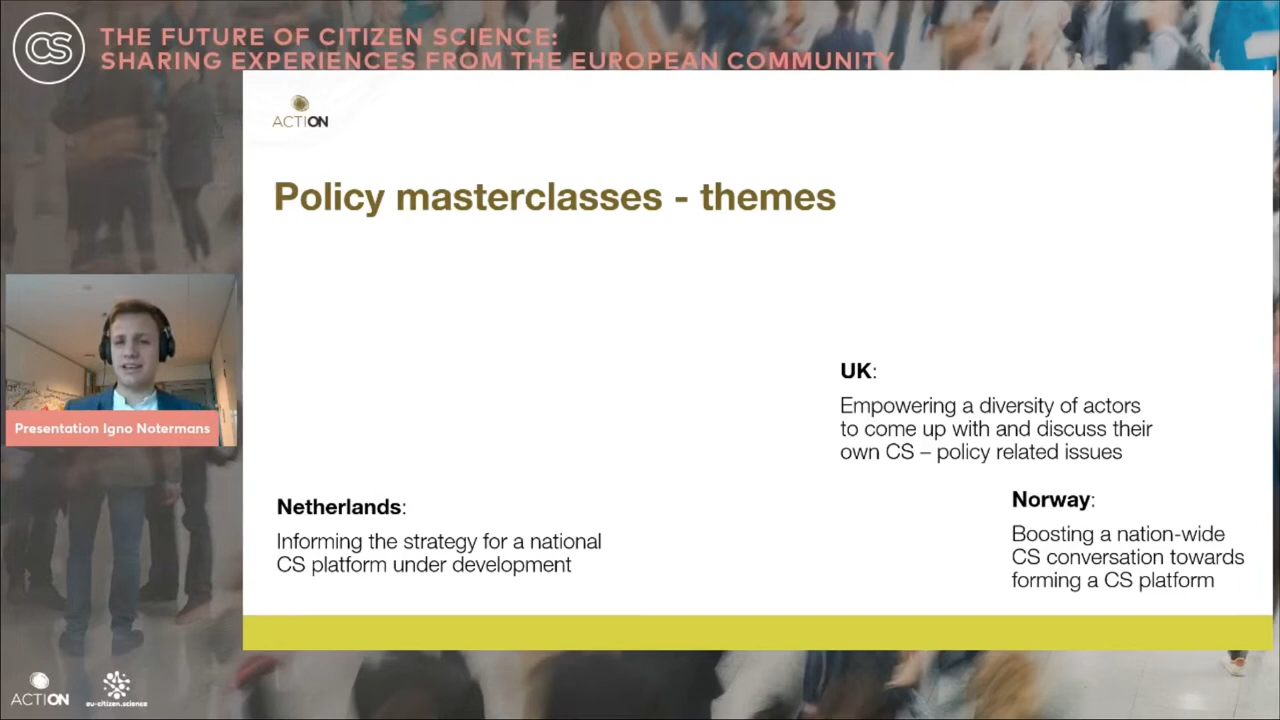 CS
THE FUTURE OF CITIZEN SCIENCE:
SHARING EXPERIENCES FROM THE EUROPEAN COMMUNITY
ACTION
Policy masterclasses - themes
UK:
Empowering a diversity of actors
to come up with and discuss their
own CS – policy related issues
Netherlands:
Informing the strategy for a national
CS platform under development
Norway:
Boosting a nation-wide
CS conversation towards
forming a CS platform
Presentation Igno Notermans
ACTION
eu-citizen.science